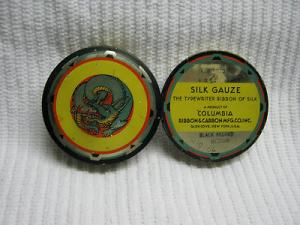 SILK GAUZE
THE TYPEWRITER RIBBON OF SILK
A PRODUCT OF
COLUMBIA
RIBBON & CARBON MFG. CO. INC.
GLEN COVE, NEW YORK, U.S.A.
BLACK RECORD
MEDIUM